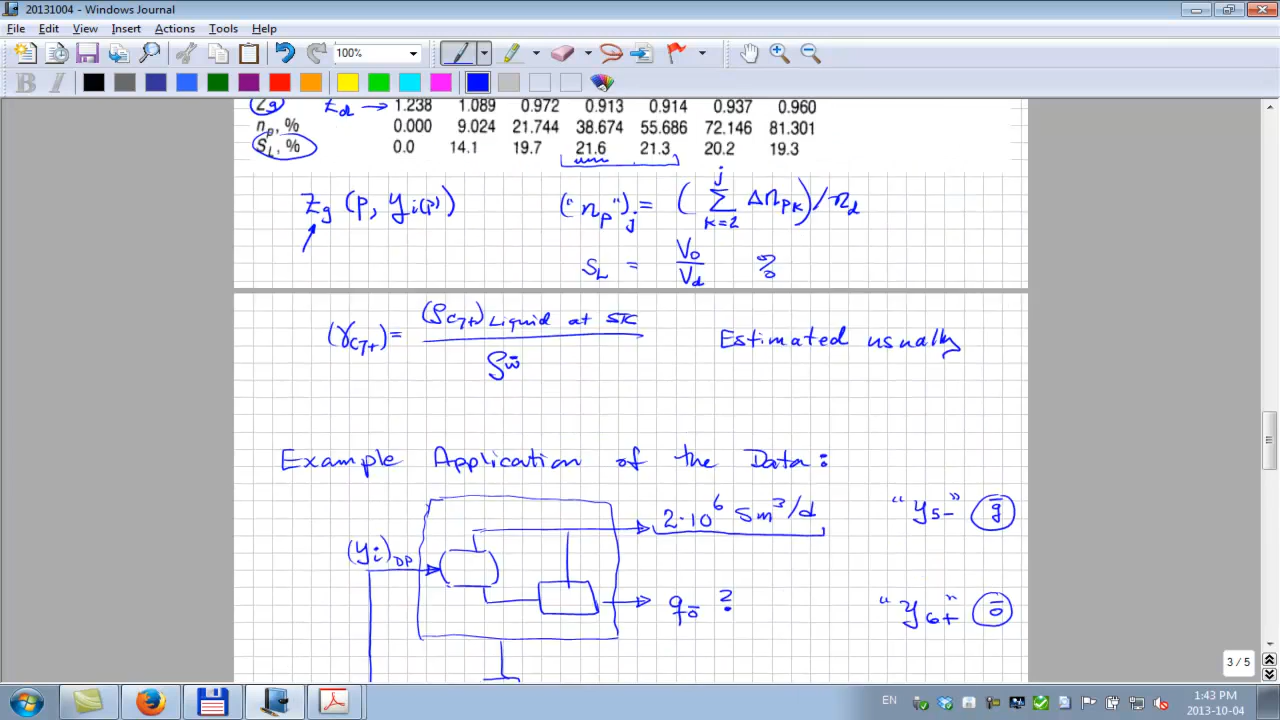 20131004 - Windows Journal
File Edit View Insert Actions Tools Help
100%
Zg Zd → 1.238 1.089 0.972 0.913 0.914 0.937 0.960
np, % 0.000 9.024 21.744 38.674 55.686 72.146 81.301
SL, % 0.0 14.1 19.7 21.6 21.3 20.2 19.3
Zg (p, yi(p)) ("np")j = ( j Σ k=2 Δnpk ) / nd
SL = Vo / Vd %
(γC7+) = (ρC7+) Liquid at STC / ρw̄ Estimated usually
Example Application of the Data:
2·10^6 Sm^3/d "y5-" ḡ
(yi)DP
qō ? "y6+" ō
3 / 5
EN 1:43 PM
2013-10-04